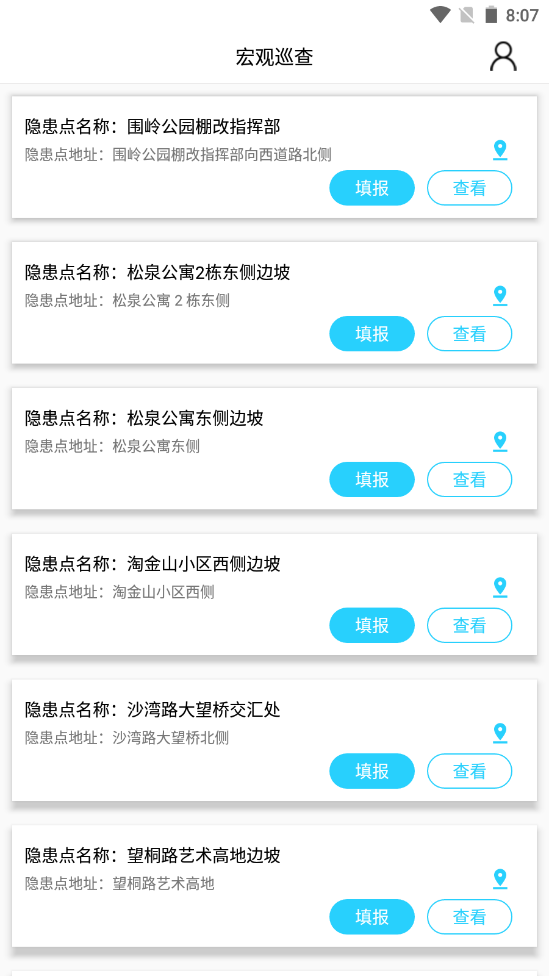 8:07
宏观巡查
隐患点名称：围岭公园棚改指挥部
隐患点地址：围岭公园棚改指挥部向西道路北侧
填报 查看
隐患点名称：松泉公寓2栋东侧边坡
隐患点地址：松泉公寓 2 栋东侧
填报 查看
隐患点名称：松泉公寓东侧边坡
隐患点地址：松泉公寓东侧
填报 查看
隐患点名称：淘金山小区西侧边坡
隐患点地址：淘金山小区西侧
填报 查看
隐患点名称：沙湾路大望桥交汇处
隐患点地址：沙湾路大望桥北侧
填报 查看
隐患点名称：望桐路艺术高地边坡
隐患点地址：望桐路艺术高地
填报 查看